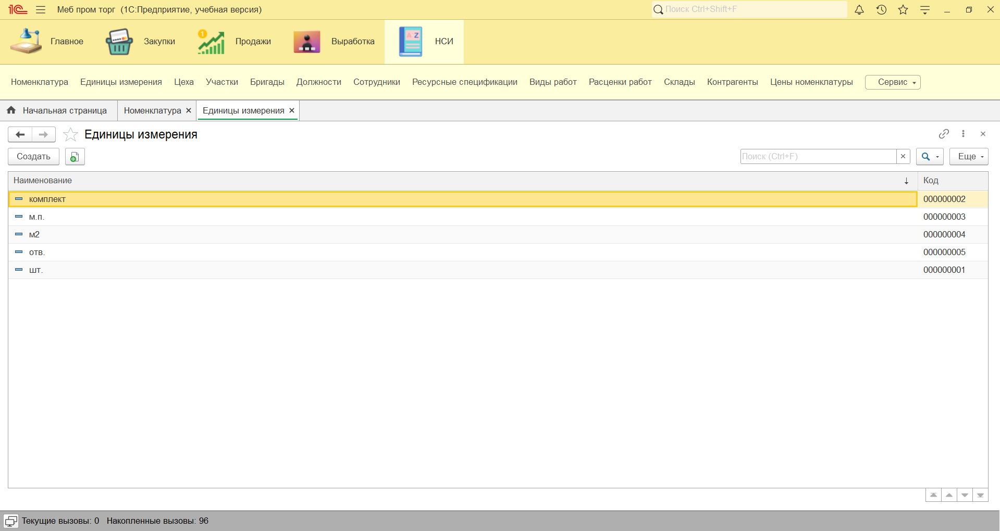 1С Меб пром торг (1С:Предприятие, учебная версия) Поиск Ctrl+Shift+F
Главное Закупки 1 Продажи Выработка A Z НСИ
Номенклатура Единицы измерения Цеха Участки Бригады Должности Сотрудники Ресурсные спецификации Виды работ Расценки работ Склады Контрагенты Цены номенклатуры Сервис
Начальная страница Номенклатура Единицы измерения
Единицы измерения
Создать Поиск (Ctrl+F) Еще
Наименование Код
комплект 000000002
м.п. 000000003
м2 000000004
отв. 000000005
шт. 000000001
Текущие вызовы: 0 Накопленные вызовы: 96